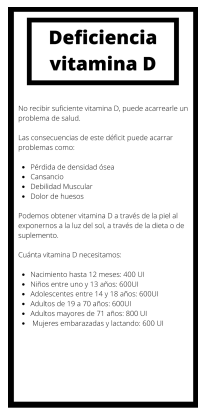 Deficiencia
vitamina D
No recibir suficiente vitamina D, puede acarrearle un
problema de salud.
Las consecuencias de este déficit puede acarrar
problemas como:
• Pérdida de densidad ósea
• Cansancio
• Debilidad Muscular
• Dolor de huesos
Podemos obtener vitamina D a través de la piel al
exponernos a la luz del sol, a través de la dieta o de
suplemento.
Cuánta vitamina D necesitamos:
• Nacimiento hasta 12 meses: 400 UI
• Niños entre uno y 13 años: 600UI
• Adolescentes entre 14 y 18 años: 600UI
• Adultos de 19 a 70 años: 600UI
• Adultos mayores de 71 años: 800 UI
• Mujeres embarazadas y lactando: 600 UI